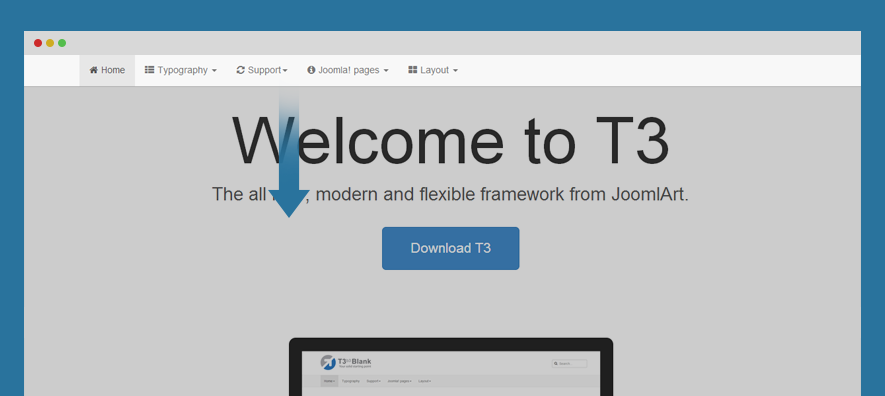 Home Typography Support Joomla! pages Layout
Welcome to T3
The all , modern and flexible framework from JoomlArt.
Download T3
T3 Blank
Home Typography Support Joomla! pages Layout